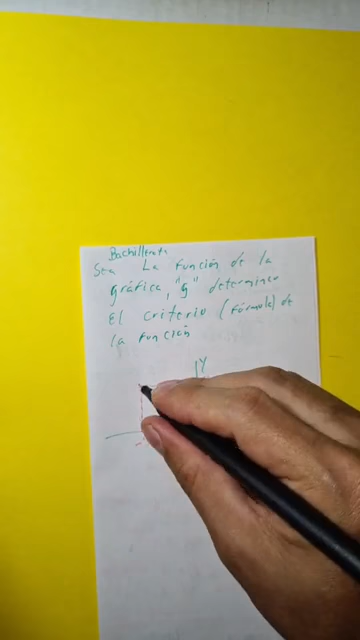 Bachillerato
Sea La función de la
gráfica, "g" determine
El criterio (fórmula) de
la función
Y